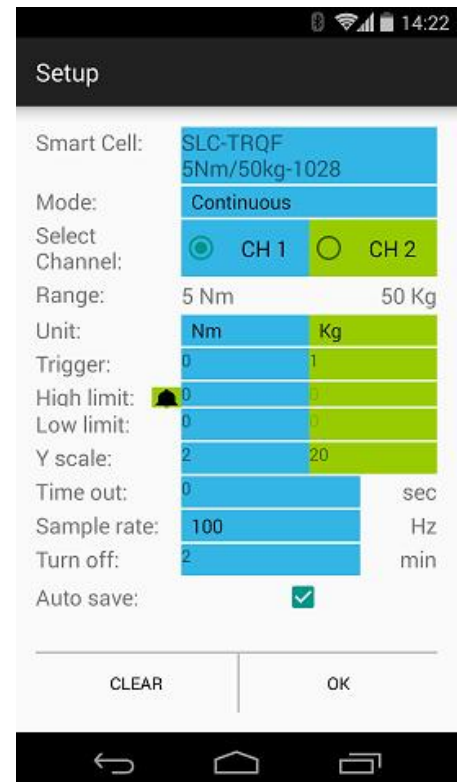 14:22
Setup
Smart Cell: SLC-TRQF
5Nm/50kg-1028
Mode: Continuous
Select
Channel: CH 1 CH 2
Range: 5 Nm 50 Kg
Unit: Nm Kg
Trigger: 0 1
High limit: 0 0
Low limit: 0 0
Y scale: 2 20
Time out: 0 sec
Sample rate: 100 Hz
Turn off: 2 min
Auto save:
CLEAR OK